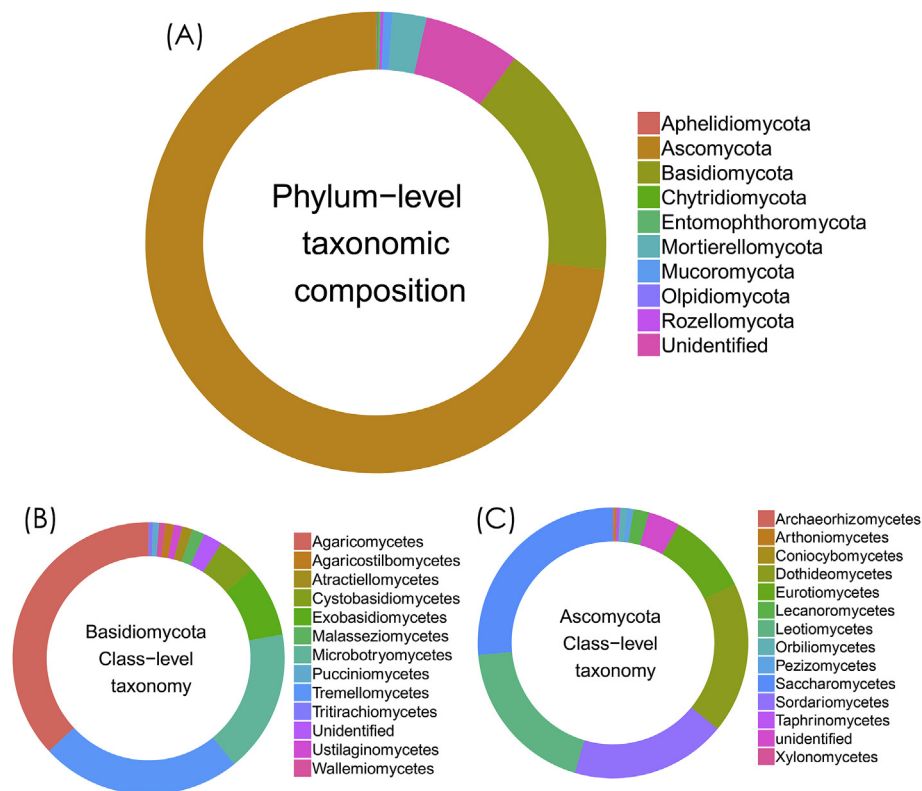 (A)
Phylum−level
taxonomic
composition
Aphelidiomycota
Ascomycota
Basidiomycota
Chytridiomycota
Entomophthoromycota
Mortierellomycota
Mucoromycota
Olpidiomycota
Rozellomycota
Unidentified
(B)
Basidiomycota
Class−level
taxonomy
Agaricomycetes
Agaricostilbomycetes
Atractiellomycetes
Cystobasidiomycetes
Exobasidiomycetes
Malasseziomycetes
Microbotryomycetes
Pucciniomycetes
Tremellomycetes
Tritirachiomycetes
Unidentified
Ustilaginomycetes
Wallemiomycetes
(C)
Ascomycota
Class−level
taxonomy
Archaeorhizomycetes
Arthoniomycetes
Coniocybomycetes
Dothideomycetes
Eurotiomycetes
Lecanoromycetes
Leotiomycetes
Orbiliomycetes
Pezizomycetes
Saccharomycetes
Sordariomycetes
Taphrinomycetes
unidentified
Xylonomycetes